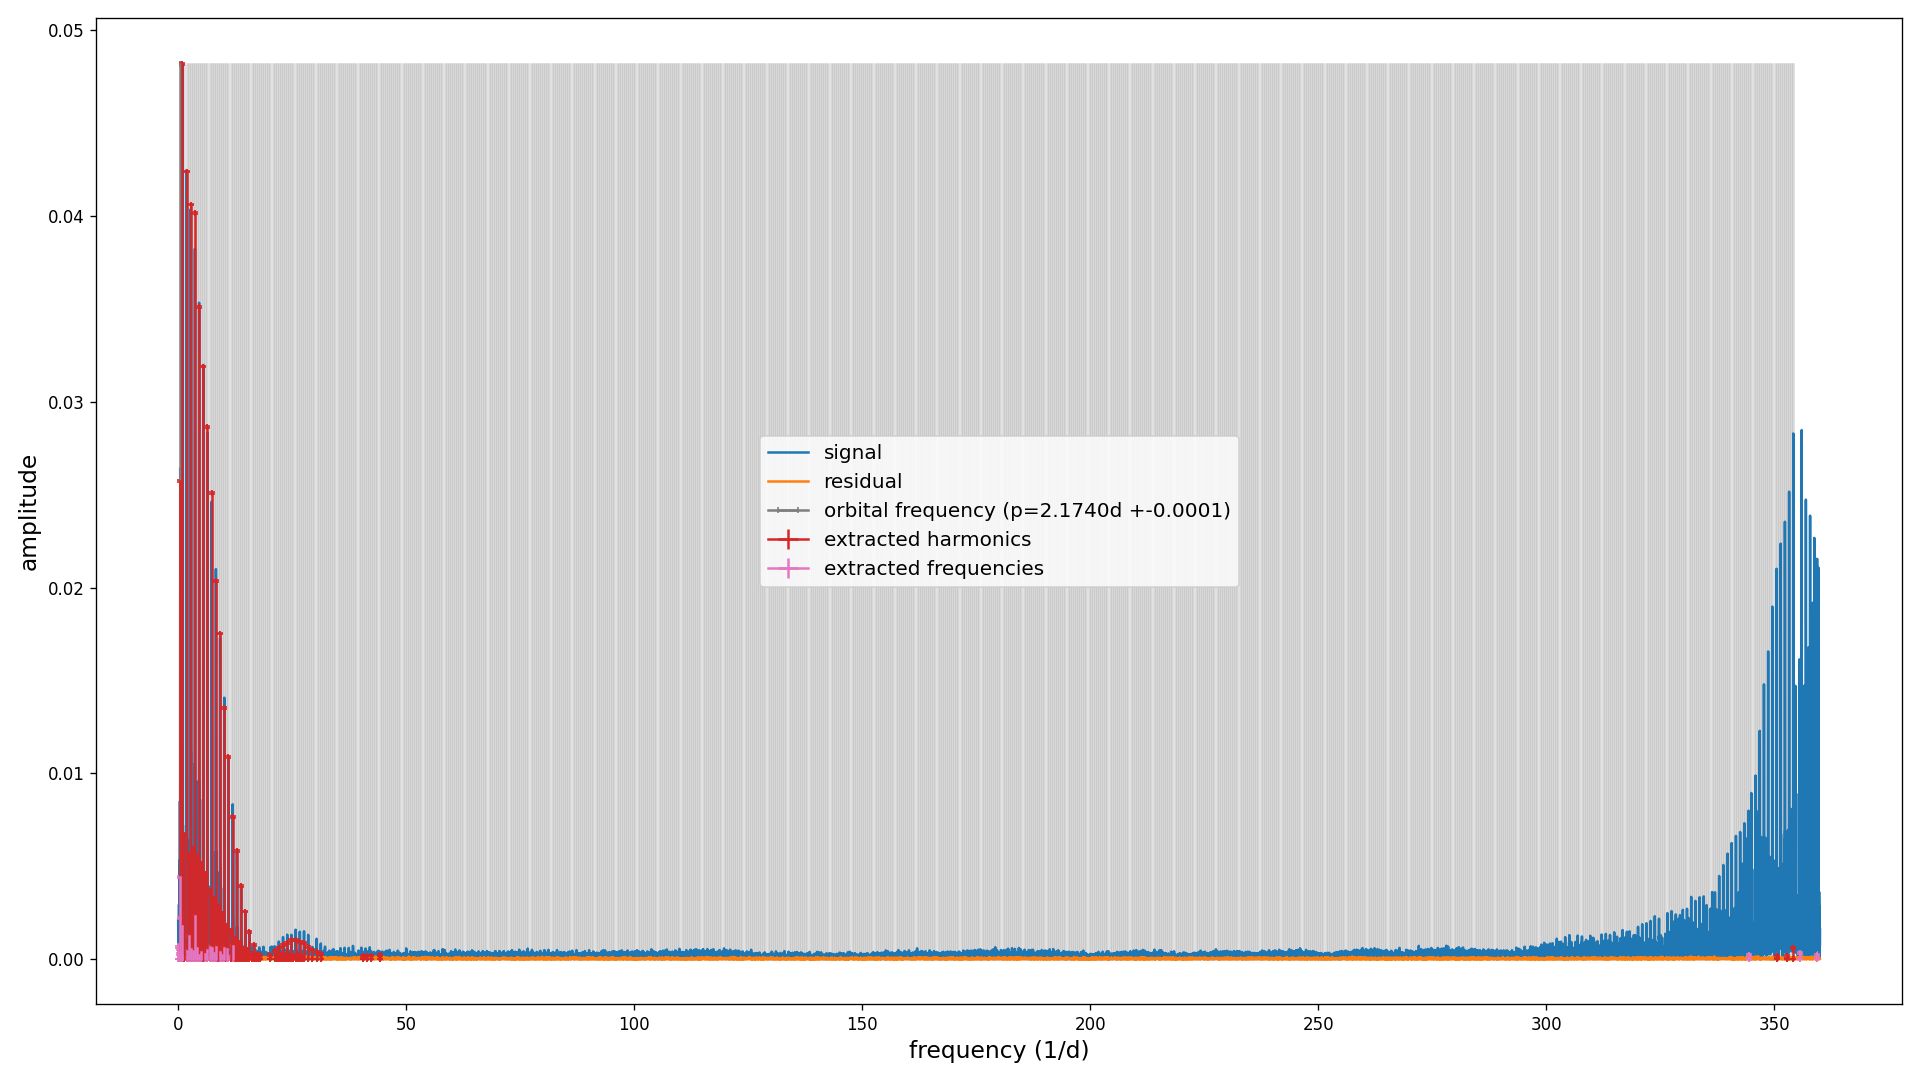 0.05
0.04
0.03
0.02
0.01
0.00
amplitude
signal
residual
orbital frequency (p=2.1740d +-0.0001)
extracted harmonics
extracted frequencies
0 50 100 150 200 250 300 350
frequency (1/d)